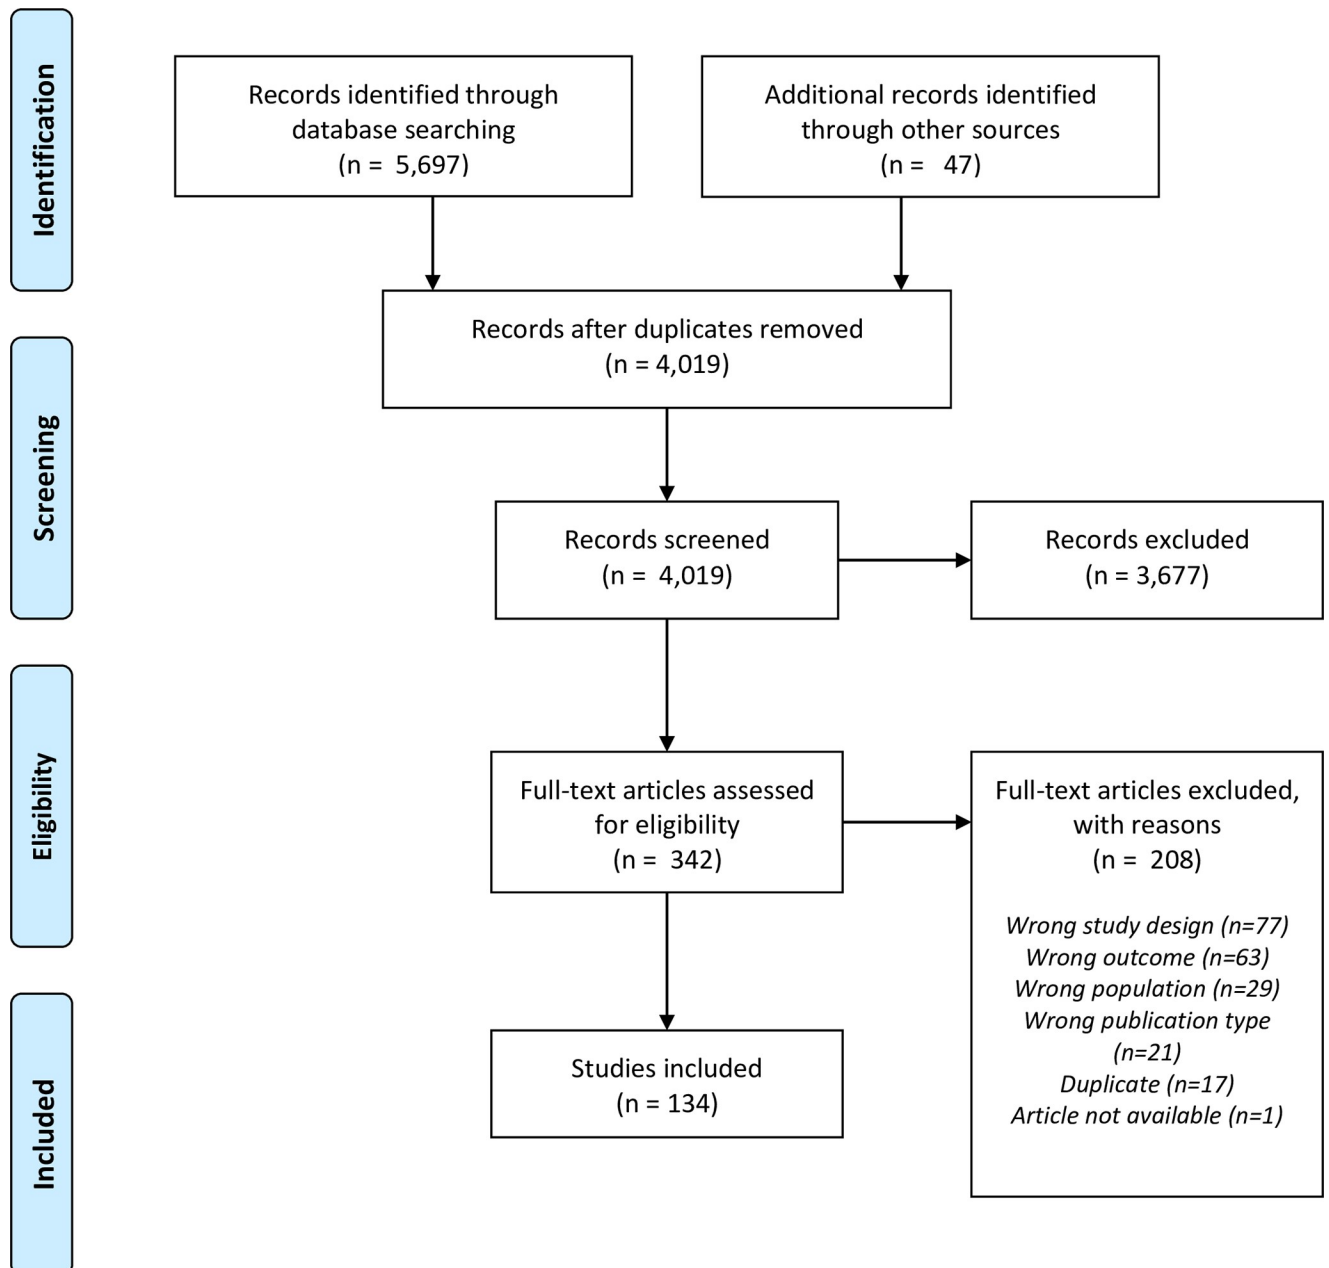 Identification
Records identified through
database searching
(n =  5,697)
Additional records identified
through other sources
(n =   47)
Records after duplicates removed
(n = 4,019)
Screening
Records screened
(n =  4,019)
Records excluded
(n = 3,677)
Eligibility
Full-text articles assessed
for eligibility
(n =  342)
Full-text articles excluded,
with reasons
(n =  208)
Wrong study design (n=77)
Wrong outcome (n=63)
Wrong population (n=29)
Wrong publication type
(n=21)
Duplicate (n=17)
Article not available (n=1)
Included
Studies included
(n = 134)